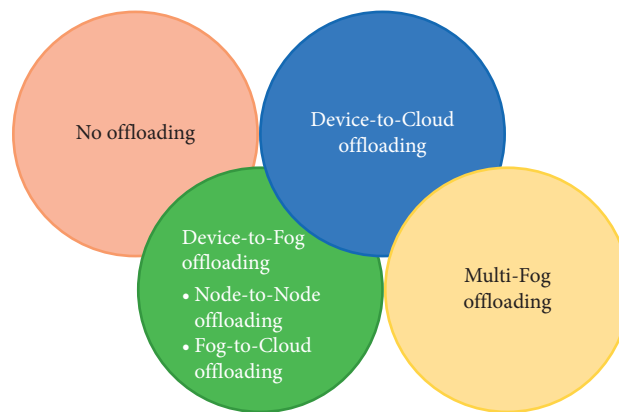 No offloading
Device-to-Cloud
offloading
Device-to-Fog
offloading
• Node-to-Node
offloading
• Fog-to-Cloud
offloading
Multi-Fog
offloading